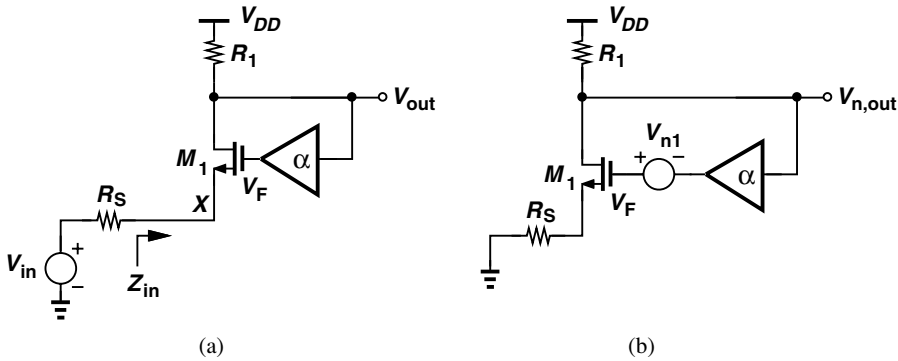 V_DD
R_1
V_out
M_1
α
V_F
X
R_S
V_in
+
−
Z_in
(a)
V_DD
R_1
V_n,out
V_n1
+ −
α
M_1
V_F
R_S
(b)